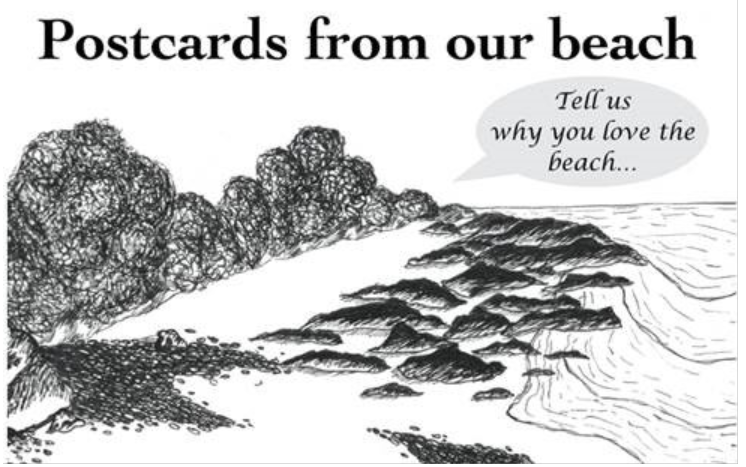 Postcards from our beach
Tell us
why you love the
beach...